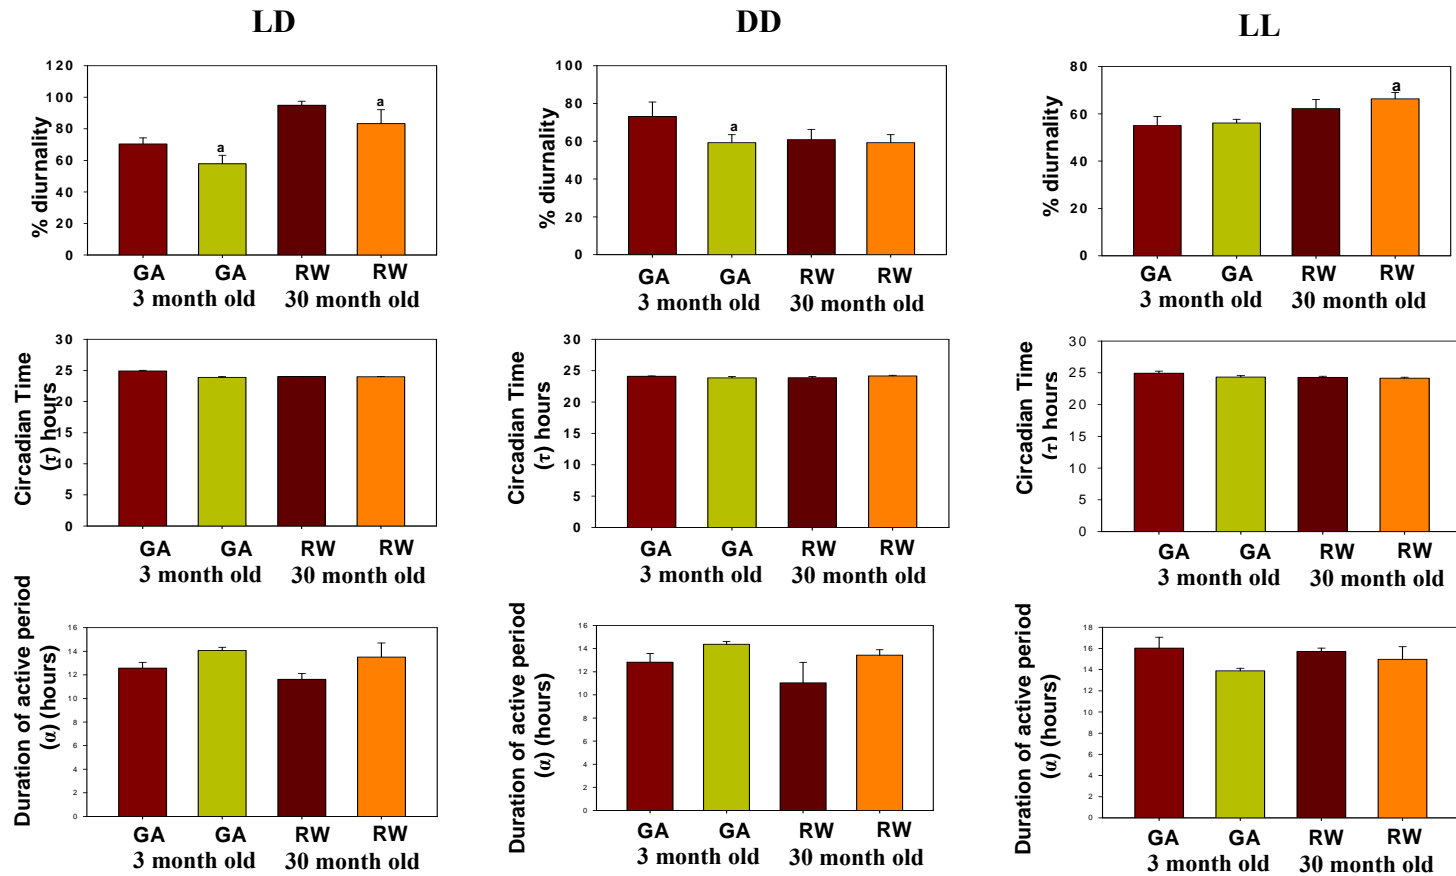 LD
DD
LL
120
100
80
60
40
20
0
% diurnality
a
a
GA
GA
RW
RW
3 month old
30 month old
100
80
60
40
20
0
% diurnality
a
GA
GA
RW
RW
3 month old
30 month old
80
60
40
20
0
% diurnality
a
GA
GA
RW
RW
3 month old
30 month old
30
25
20
15
10
5
0
Circadian Time
(τ) hours
GA
GA
RW
RW
3 month old
30 month old
30
25
20
15
10
5
0
Circadian Time
(τ) hours
GA
GA
RW
RW
3 month old
30 month old
30
25
20
15
10
5
0
Circadian Time
(τ) hours
GA
GA
RW
RW
3 month old
30 month old
16
14
12
10
8
6
4
2
0
Duration of active period
(α) (hours)
GA
GA
RW
RW
3 month old
30 month old
16
14
12
10
8
6
4
2
0
Duration of active period
(α) (hours)
GA
GA
RW
RW
3 month old
30 month old
18
16
14
12
10
8
6
4
2
0
Duration of active period
(α) (hours)
GA
GA
RW
RW
3 month old
30 month old